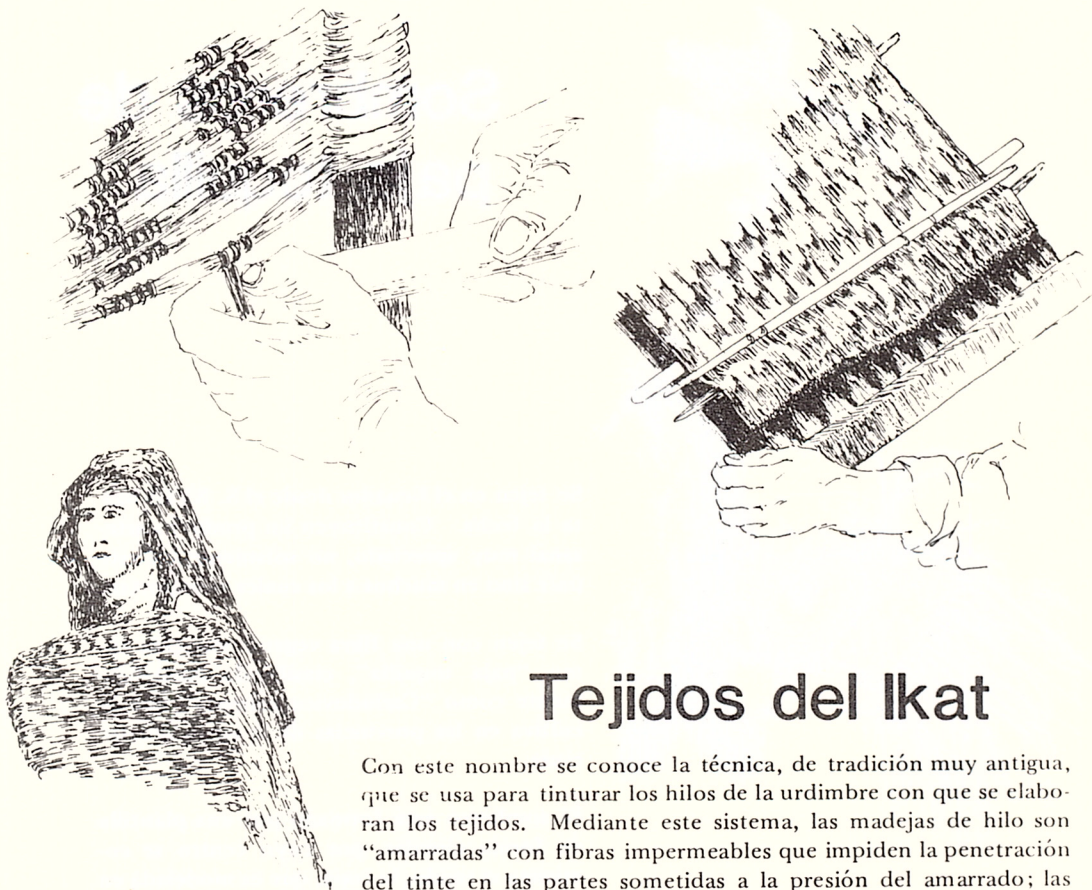 Tejidos del Ikat
Con este nombre se conoce la técnica, de tradición muy antigua,
que se usa para tinturar los hilos de la urdimbre con que se elabo-
ran los tejidos. Mediante este sistema, las madejas de hilo son
“amarradas” con fibras impermeables que impiden la penetración
del tinte en las partes sometidas a la presión del amarrado; las